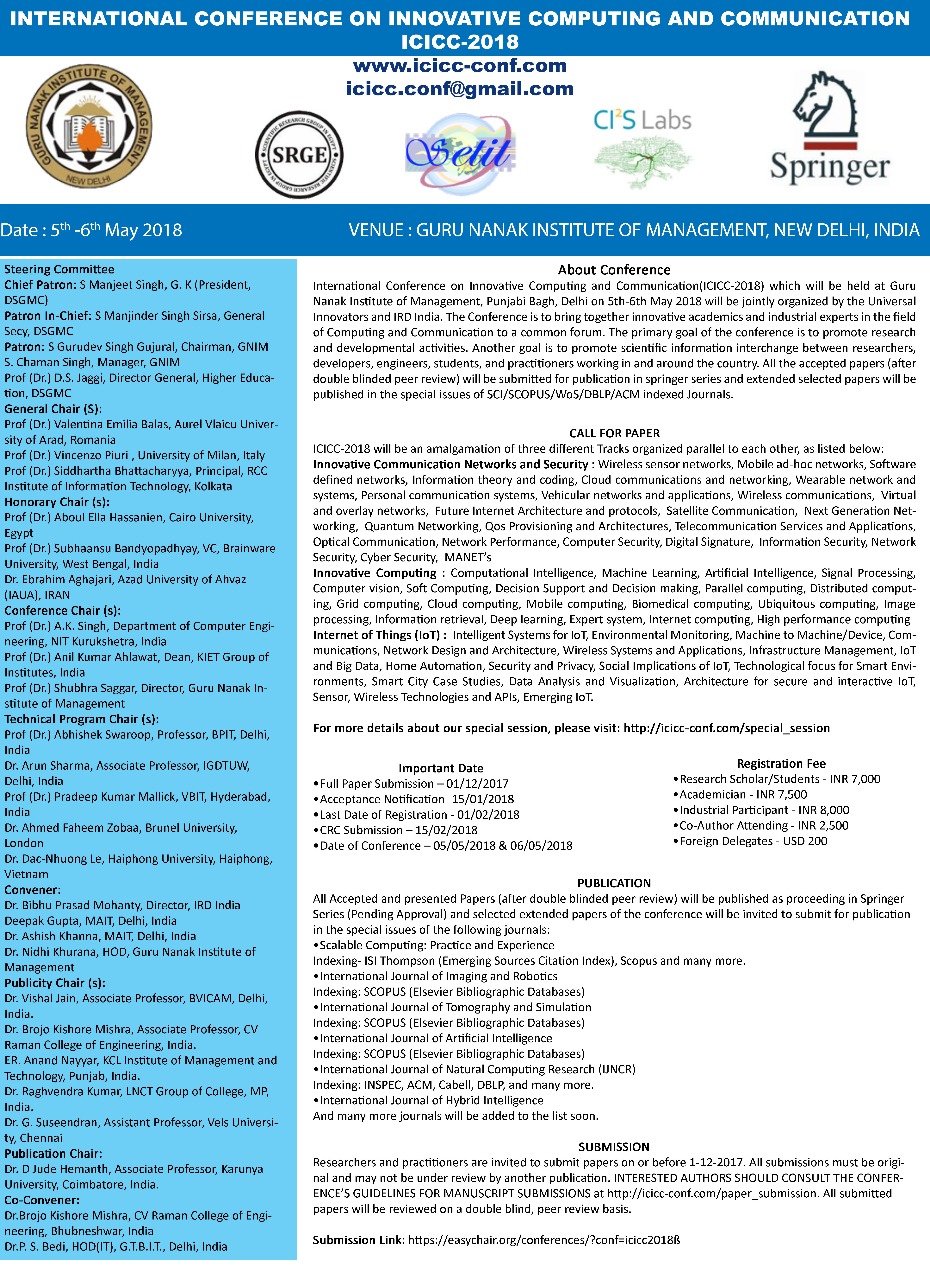 INTERNATIONAL CONFERENCE ON INNOVATIVE COMPUTING AND COMMUNICATION
ICICC-2018
www.icicc-conf.com
icicc.conf@gmail.com
GURU NANAK INSTITUTE OF MANAGEMENT
NEW DELHI
SCIENTIFIC RESEARCH GROUP IN EGYPT
SRGE
SCIENTIFIC RESEARCH GROUP IN EGYPT
Setit
CI²S Labs
Springer
Date : 5th -6th May 2018
VENUE : GURU NANAK INSTITUTE OF MANAGEMENT, NEW DELHI, INDIA
Steering Committee
Chief Patron: S Manjeet Singh, G. K (President,
DSGMC)
Patron In-Chief: S Manjinder Singh Sirsa, General
Secy, DSGMC
Patron: S Gurudev Singh Gujural, Chairman, GNIM
S. Chaman Singh, Manager, GNIM
Prof (Dr.) D.S. Jaggi, Director General, Higher Educa-
tion, DSGMC
General Chair (S):
Prof (Dr.) Valentina Emilia Balas, Aurel Vlaicu Univer-
sity of Arad, Romania
Prof (Dr.) Vincenzo Piuri , University of Milan, Italy
Prof (Dr.) Siddhartha Bhattacharyya, Principal, RCC
Institute of Information Technology, Kolkata
Honorary Chair (s):
Prof (Dr.) Aboul Ella Hassanien, Cairo University,
Egypt
Prof (Dr.) Subhaansu Bandyopadhyay, VC, Brainware
University, West Bengal, India
Dr. Ebrahim Aghajari, Azad University of Ahvaz
(IAUA), IRAN
Conference Chair (s):
Prof (Dr.) A.K. Singh, Department of Computer Engi-
neering, NIT Kurukshetra, India
Prof (Dr.) Anil Kumar Ahlawat, Dean, KIET Group of
Institutes, India
Prof (Dr.) Shubhra Saggar, Director, Guru Nanak In-
stitute of Management
Technical Program Chair (s):
Prof (Dr.) Abhishek Swaroop, Professor, BPIT, Delhi,
India
Dr. Arun Sharma, Associate Professor, IGDTUW,
Delhi, India
Prof (Dr.) Pradeep Kumar Mallick, VBIT, Hyderabad,
India
Dr. Ahmed Faheem Zobaa, Brunel University,
London
Dr. Dac-Nhuong Le, Haiphong University, Haiphong,
Vietnam
Convener:
Dr. Bibhu Prasad Mohanty, Director, IRD India
Deepak Gupta, MAIT, Delhi, India
Dr. Ashish Khanna, MAIT, Delhi, India
Dr. Nidhi Khurana, HOD, Guru Nanak Institute of
Management
Publicity Chair (s):
Dr. Vishal Jain, Associate Professor, BVICAM, Delhi,
India.
Dr. Brojo Kishore Mishra, Associate Professor, CV
Raman College of Engineering, India.
ER. Anand Nayyar, KCL Institute of Management and
Technology, Punjab, India.
Dr. Raghvendra Kumar, LNCT Group of College, MP,
India.
Dr. G. Suseendran, Assistant Professor, Vels Universi-
ty, Chennai
Publication Chair:
Dr. D Jude Hemanth, Associate Professor, Karunya
University, Coimbatore, India.
Co-Convener:
Dr.Brojo Kishore Mishra, CV Raman College of Engi-
neering, Bhubneshwar, India
Dr.P. S. Bedi, HOD(IT), G.T.B.I.T., Delhi, India
About Conference
International Conference on Innovative Computing and Communication(ICICC-2018) which will be held at Guru
Nanak Institute of Management, Punjabi Bagh, Delhi on 5th-6th May 2018 will be jointly organized by the Universal
Innovators and IRD India. The Conference is to bring together innovative academics and industrial experts in the field
of Computing and Communication to a common forum. The primary goal of the conference is to promote research
and developmental activities. Another goal is to promote scientific information interchange between researchers,
developers, engineers, students, and practitioners working in and around the country. All the accepted papers (after
double blinded peer review) will be submitted for publication in springer series and extended selected papers will be
published in the special issues of SCI/SCOPUS/WoS/DBLP/ACM indexed Journals.
CALL FOR PAPER
ICICC-2018 will be an amalgamation of three different Tracks organized parallel to each other, as listed below:
Innovative Communication Networks and Security : Wireless sensor networks, Mobile ad-hoc networks, Software
defined networks, Information theory and coding, Cloud communications and networking, Wearable network and
systems, Personal communication systems, Vehicular networks and applications, Wireless communications, Virtual
and overlay networks, Future Internet Architecture and protocols, Satellite Communication, Next Generation Net-
working, Quantum Networking, Qos Provisioning and Architectures, Telecommunication Services and Applications,
Optical Communication, Network Performance, Computer Security, Digital Signature, Information Security, Network
Security, Cyber Security, MANET's
Innovative Computing : Computational Intelligence, Machine Learning, Artificial Intelligence, Signal Processing,
Computer vision, Soft Computing, Decision Support and Decision making, Parallel computing, Distributed comput-
ing, Grid computing, Cloud computing, Mobile computing, Biomedical computing, Ubiquitous computing, Image
processing, Information retrieval, Deep learning, Expert system, Internet computing, High performance computing
Internet of Things (IoT) : Intelligent Systems for IoT, Environmental Monitoring, Machine to Machine/Device, Com-
munications, Network Design and Architecture, Wireless Systems and Applications, Infrastructure Management, IoT
and Big Data, Home Automation, Security and Privacy, Social Implications of IoT, Technological focus for Smart Envi-
ronments, Smart City Case Studies, Data Analysis and Visualization, Architecture for secure and interactive IoT,
Sensor, Wireless Technologies and APIs, Emerging IoT.
For more details about our special session, please visit: http://icicc-conf.com/special_session
Important Date
•Full Paper Submission – 01/12/2017
•Acceptance Notification- 15/01/2018
•Last Date of Registration - 01/02/2018
•CRC Submission – 15/02/2018
•Date of Conference – 05/05/2018 & 06/05/2018
Registration Fee
•Research Scholar/Students - INR 7,000
•Academician - INR 7,500
•Industrial Participant - INR 8,000
•Co-Author Attending - INR 2,500
•Foreign Delegates - USD 200
PUBLICATION
All Accepted and presented Papers (after double blinded peer review) will be published as proceeding in Springer
Series (Pending Approval) and selected extended papers of the conference will be invited to submit for publication
in the special issues of the following journals:
•Scalable Computing: Practice and Experience
Indexing- ISI Thompson (Emerging Sources Citation Index), Scopus and many more.
•International Journal of Imaging and Robotics
Indexing: SCOPUS (Elsevier Bibliographic Databases)
•International Journal of Tomography and Simulation
Indexing: SCOPUS (Elsevier Bibliographic Databases)
•International Journal of Artificial Intelligence
Indexing: SCOPUS (Elsevier Bibliographic Databases)
•International Journal of Natural Computing Research (IJNCR)
Indexing: INSPEC, ACM, Cabell, DBLP, and many more.
•International Journal of Hybrid Intelligence
And many more journals will be added to the list soon.
SUBMISSION
Researchers and practitioners are invited to submit papers on or before 1-12-2017. All submissions must be origi-
nal and may not be under review by another publication. INTERESTED AUTHORS SHOULD CONSULT THE CONFER-
ENCE'S GUIDELINES FOR MANUSCRIPT SUBMISSIONS at http://icicc-conf.com/paper_submission. All submitted
papers will be reviewed on a double blind, peer review basis.
Submission Link: https://easychair.org/conferences/?conf=icicc2018ß